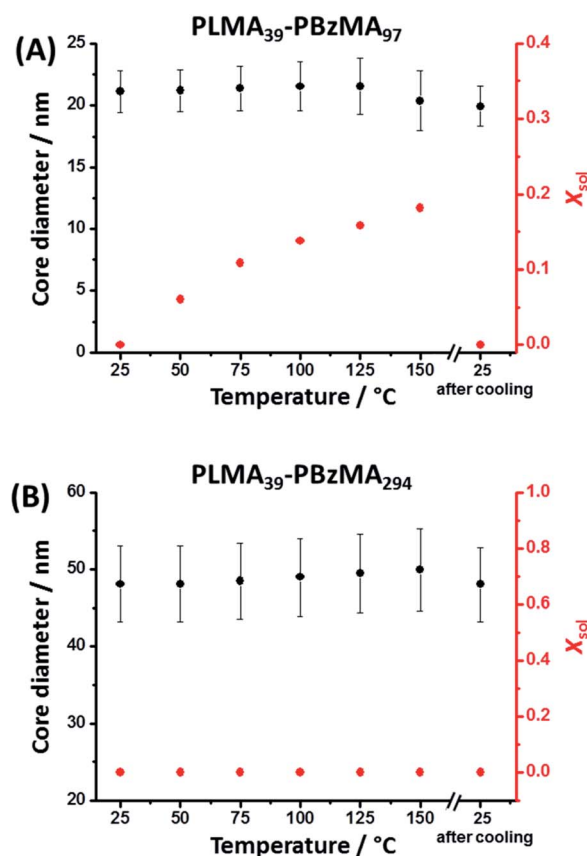 (A)
PLMA39-PBzMA97
Core diameter / nm
25
20
15
10
5
0
0.4
0.3
0.2
0.1
0.0
Xsol
25 50 75 100 125 150 25
after cooling
Temperature / °C
(B)
PLMA39-PBzMA294
Core diameter / nm
60
50
40
30
20
1.0
0.8
0.6
0.4
0.2
0.0
Xsol
25 50 75 100 125 150 25
after cooling
Temperature / °C